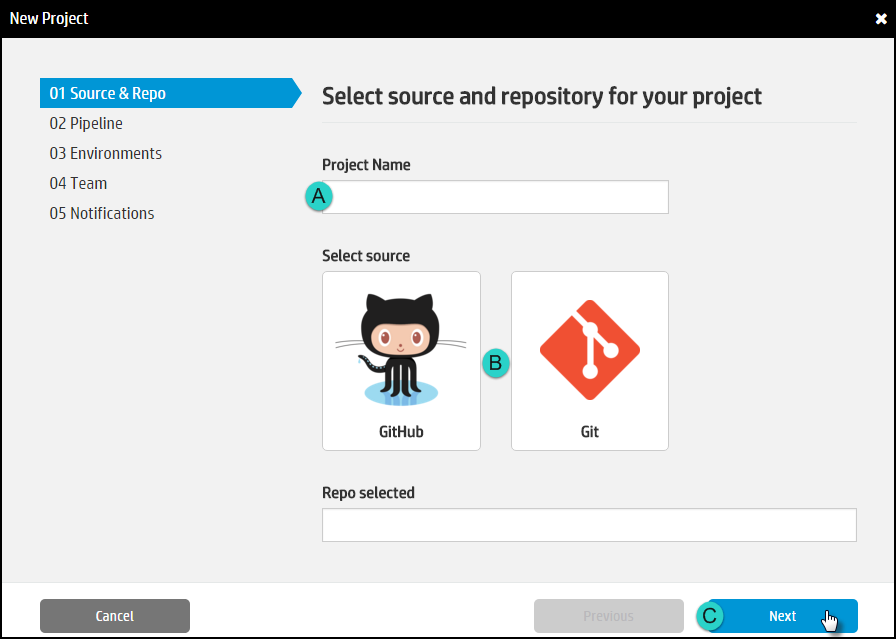 New Project
01 Source & Repo
02 Pipeline
03 Environments
04 Team
05 Notifications
Select source and repository for your project
Project Name
A
Select source
B
GitHub
Git
Repo selected
Cancel
Previous
C
Next